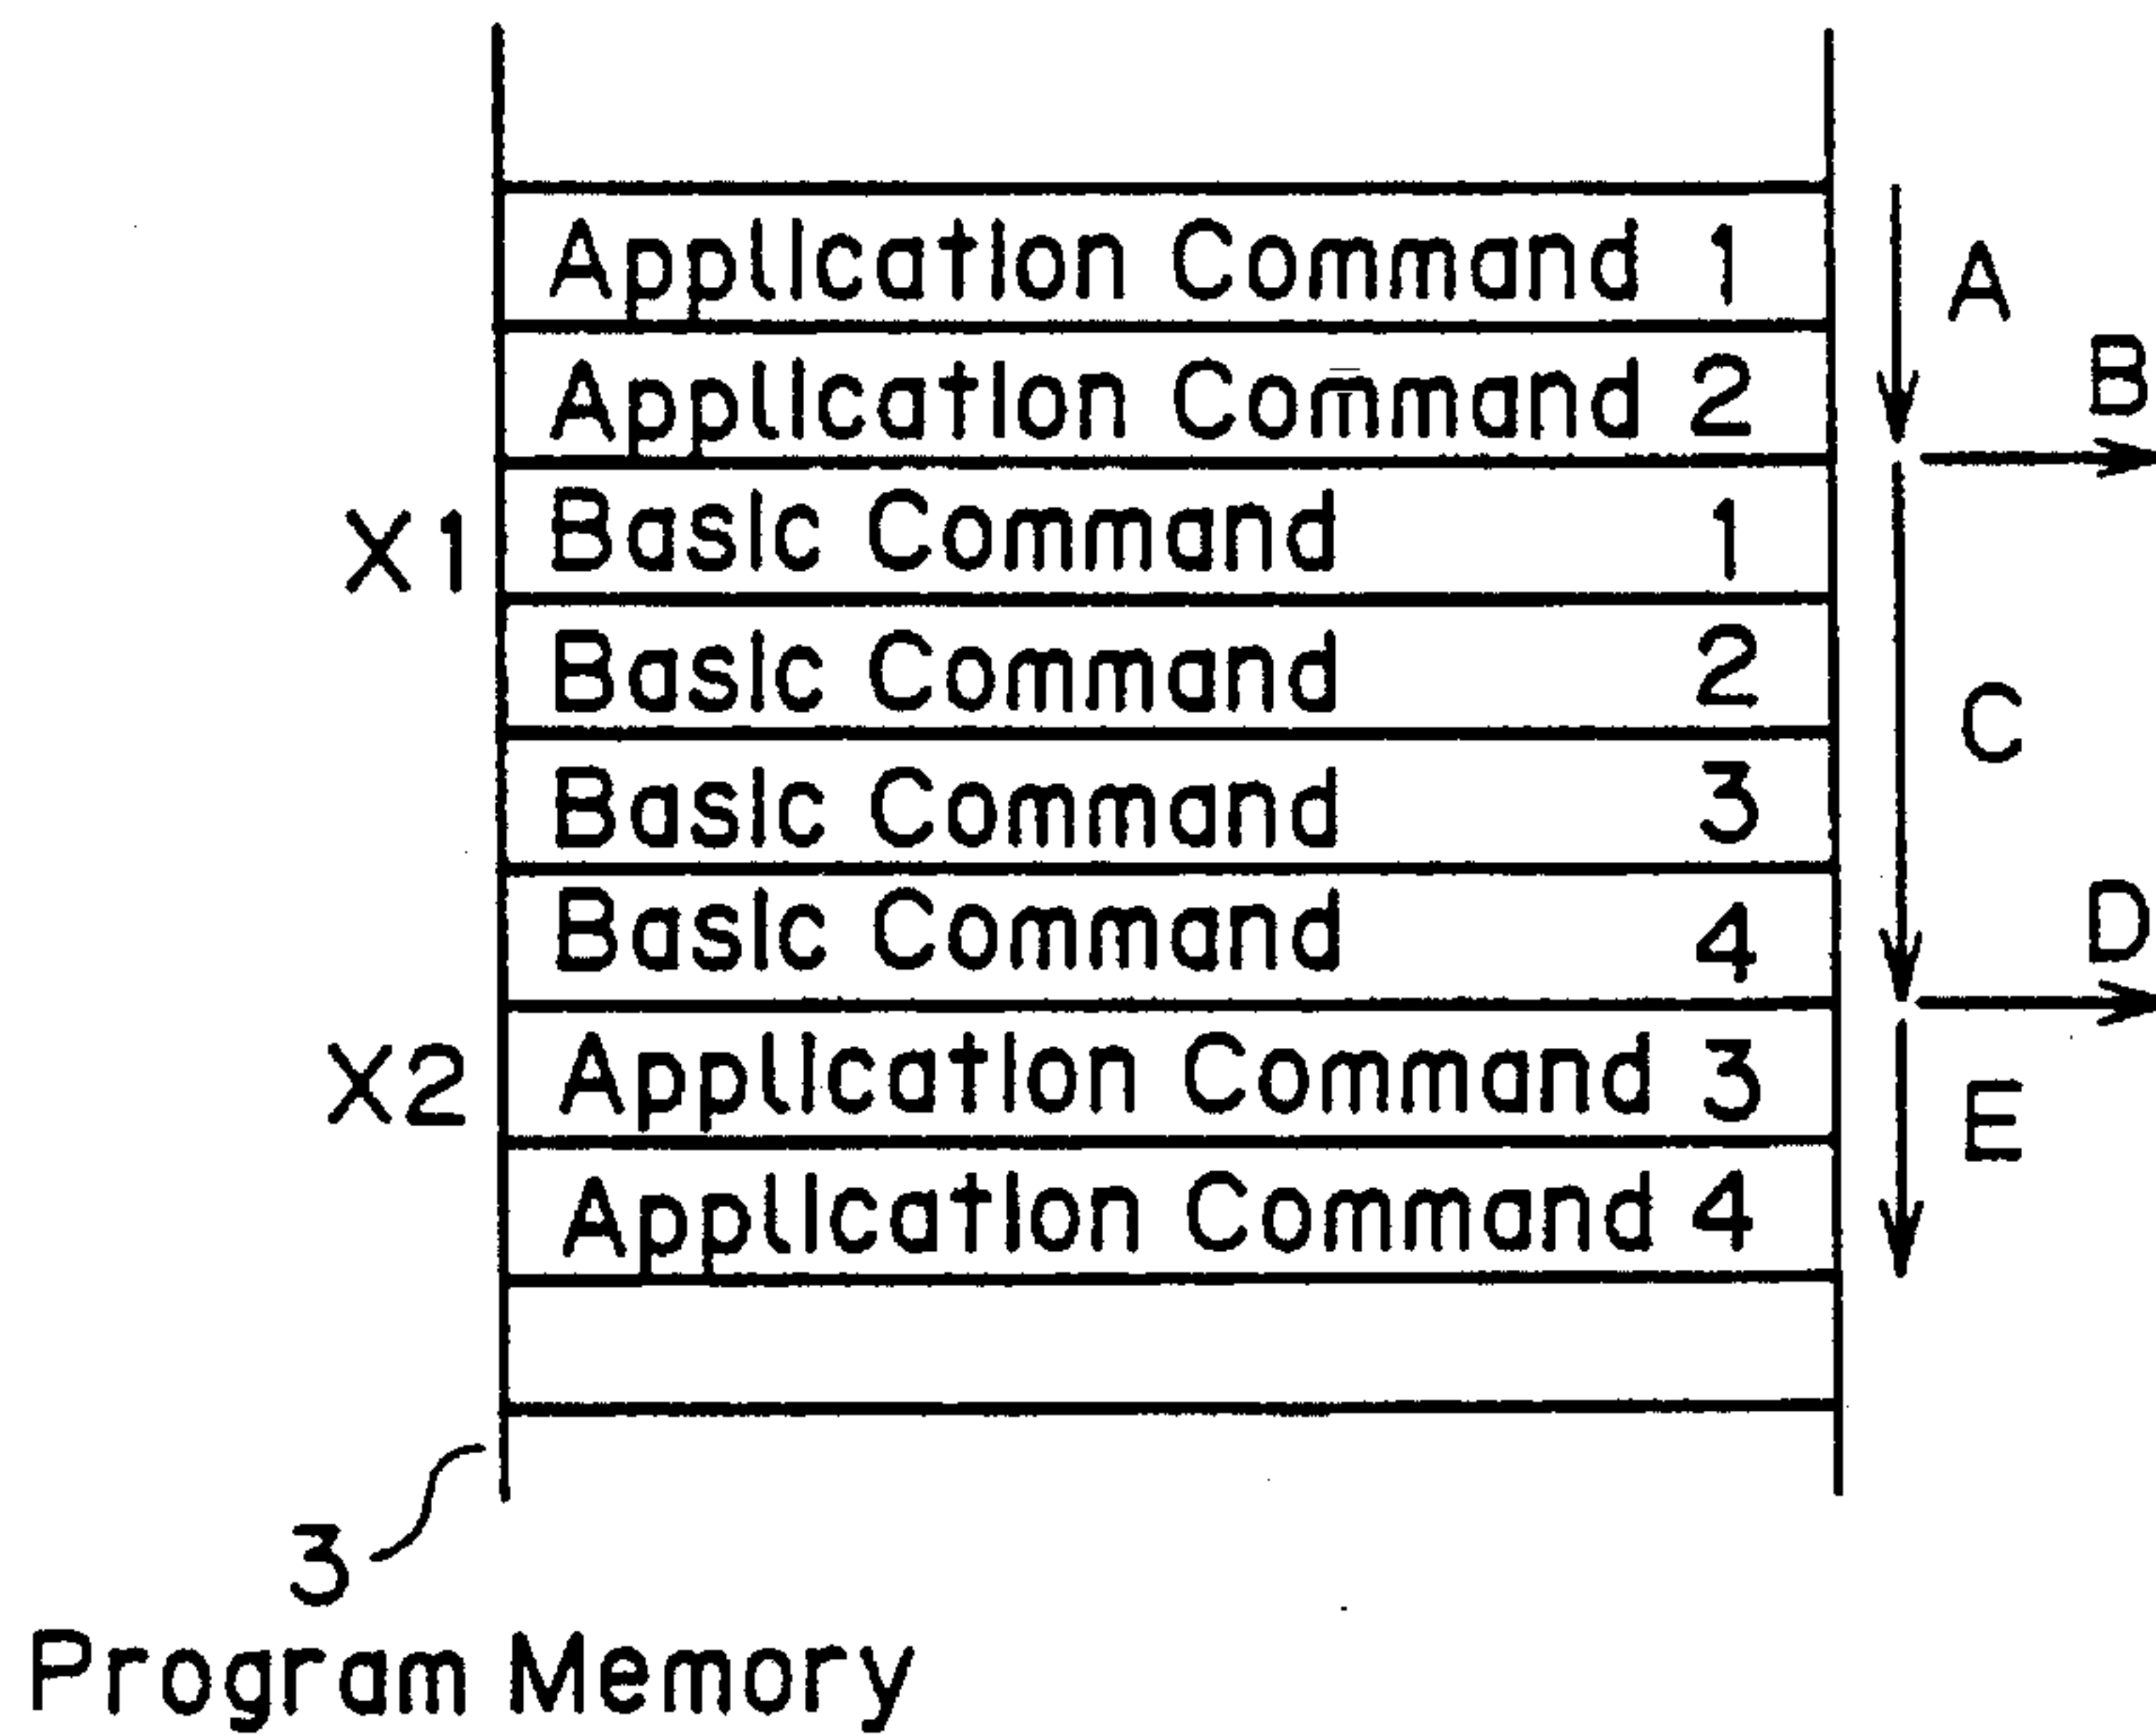 Application Command 1
A
Application Command 2
B
X1 Basic Command 1
Basic Command 2
C
Basic Command 3
Basic Command 4
D
X2 Application Command 3
E
Application Command 4
3
Program Memory